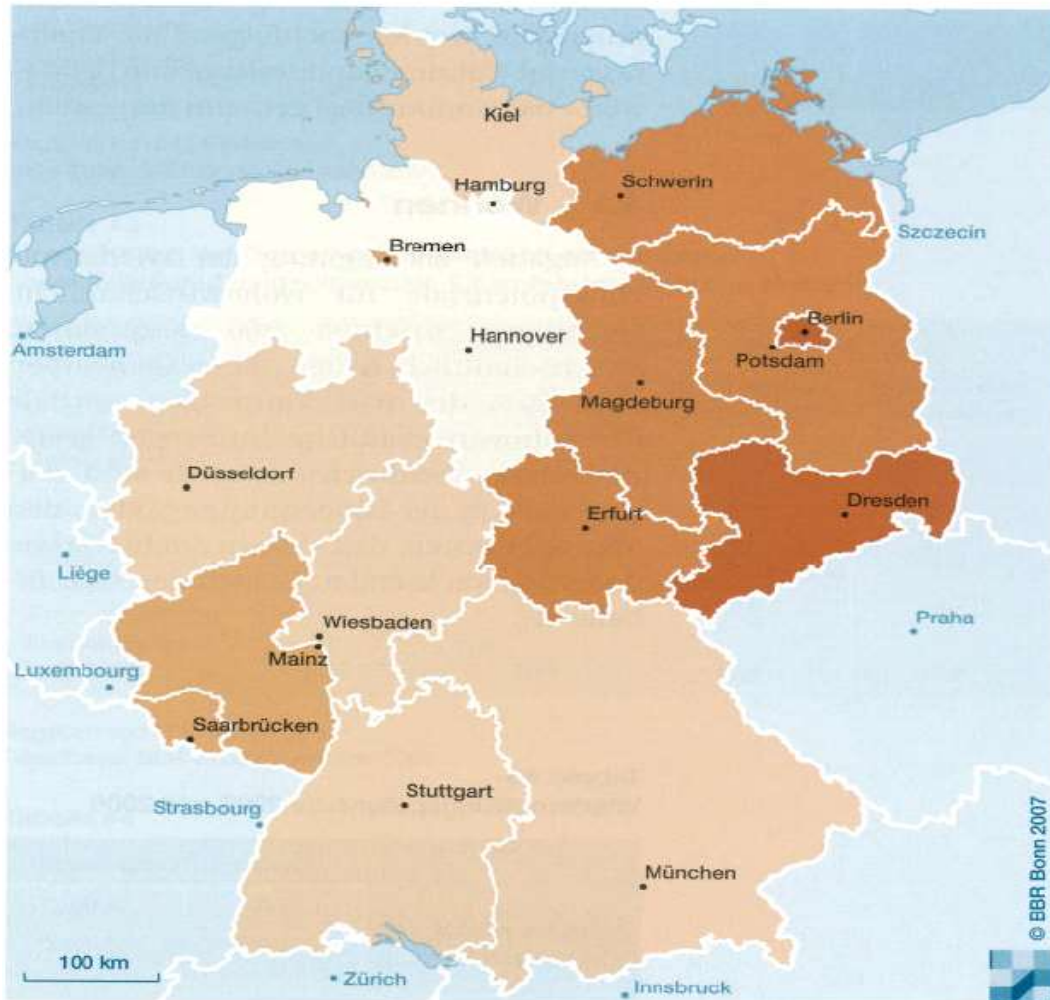 Kiel
Hamburg
Schwerin
Szczecin
Bremen
Amsterdam
Hannover
Berlin
Potsdam
Magdeburg
Düsseldorf
Dresden
Erfurt
Liège
Wiesbaden
Mainz
Praha
Luxembourg
Saarbrücken
Strasbourg
Stuttgart
München
100 km
Zürich
Innsbruck
© BBR Bonn 2007